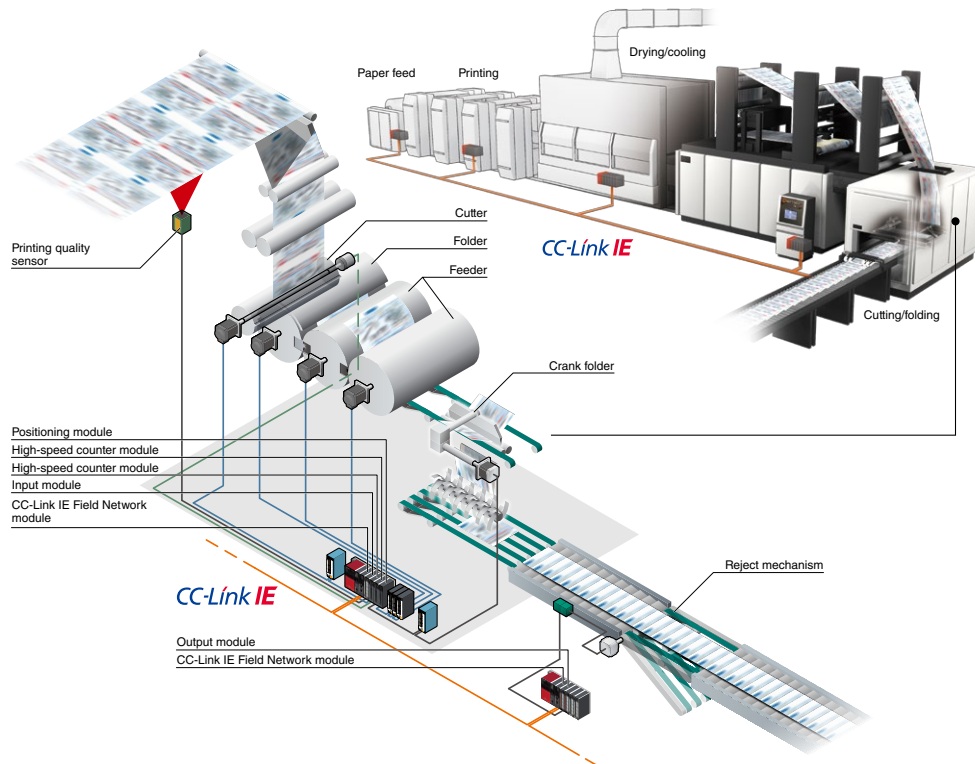 Drying/cooling
Paper feed
Printing
Cutter
Folder
Feeder
Printing quality
sensor
CC-Link IE
Cutting/folding
Crank folder
Positioning module
High-speed counter module
High-speed counter module
Input module
CC-Link IE Field Network
module
CC-Link IE
Reject mechanism
Output module
CC-Link IE Field Network module